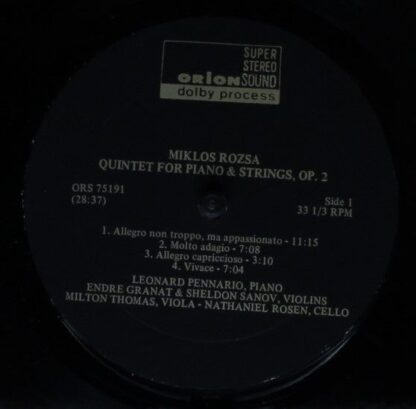 SUPER
STEREO
ORION SOUND
dolby process
MIKLOS ROZSA
QUINTET FOR PIANO & STRINGS, OP. 2
ORS 75191
(28:37)
Side 1
33 1/3 RPM
1. Allegro non troppo, ma appassionato - 11:15
2. Molto adagio - 7:08
3. Allegro capriccioso - 3:10
4. Vivace - 7:04
LEONARD PENNARIO, PIANO
ENDRE GRANAT & SHELDON SANOV, VIOLINS
MILTON THOMAS, VIOLA - NATHANIEL ROSEN, CELLO